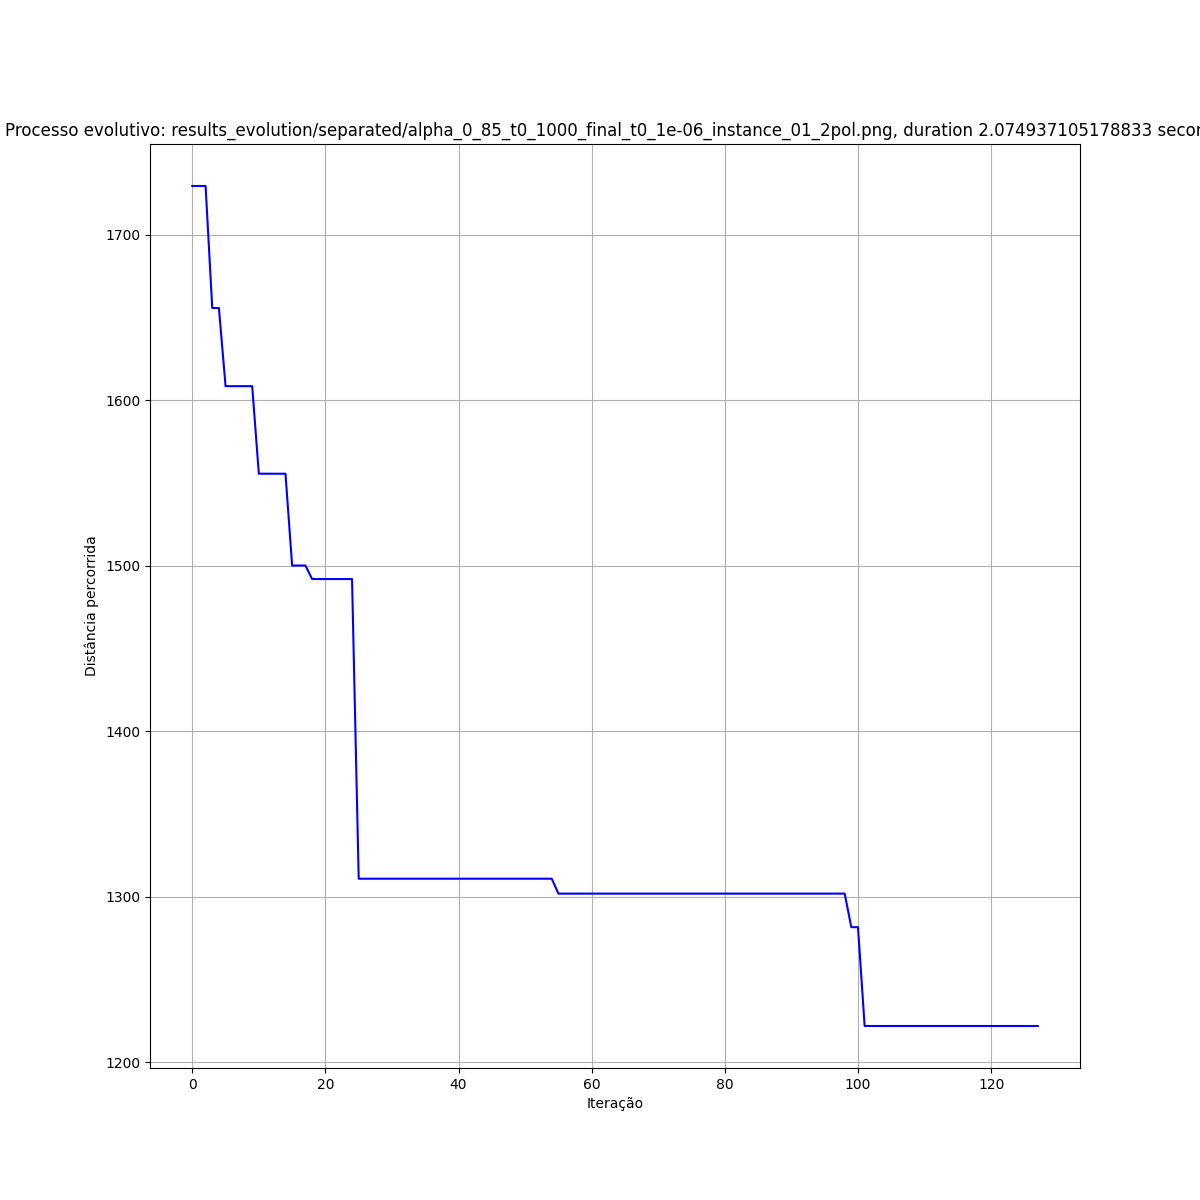 Processo evolutivo: results_evolution/separated/alpha_0_85_t0_1000_final_t0_1e-06_instance_01_2pol.png, duration 2.074937105178833
1700
1600
1500
1400
1300
1200
Distância percorrida
0 20 40 60 80 100 120
Iteração